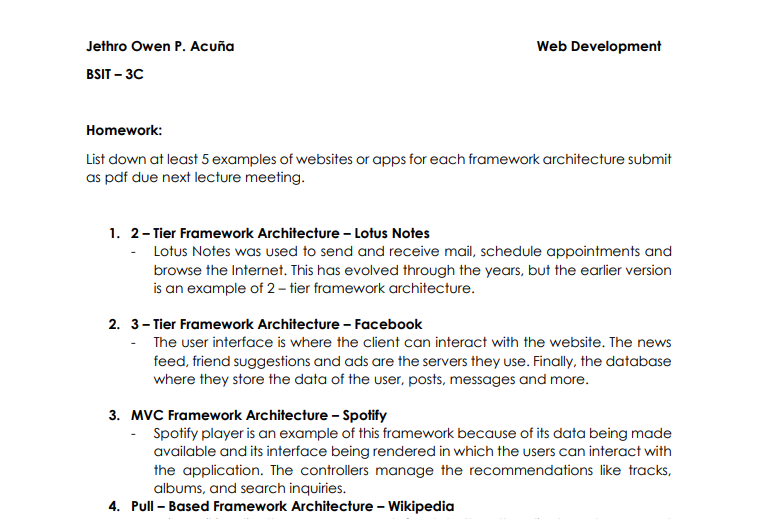 Jethro Owen P. Acuña Web Development
BSIT – 3C
Homework:
List down at least 5 examples of websites or apps for each framework architecture submit
as pdf due next lecture meeting.
1. 2 – Tier Framework Architecture – Lotus Notes
- Lotus Notes was used to send and receive mail, schedule appointments and
browse the Internet. This has evolved through the years, but the earlier version
is an example of 2 – tier framework architecture.
2. 3 – Tier Framework Architecture – Facebook
- The user interface is where the client can interact with the website. The news
feed, friend suggestions and ads are the servers they use. Finally, the database
where they store the data of the user, posts, messages and more.
3. MVC Framework Architecture – Spotify
- Spotify player is an example of this framework because of its data being made
available and its interface being rendered in which the users can interact with
the application. The controllers manage the recommendations like tracks,
albums, and search inquiries.
4. Pull – Based Framework Architecture – Wikipedia